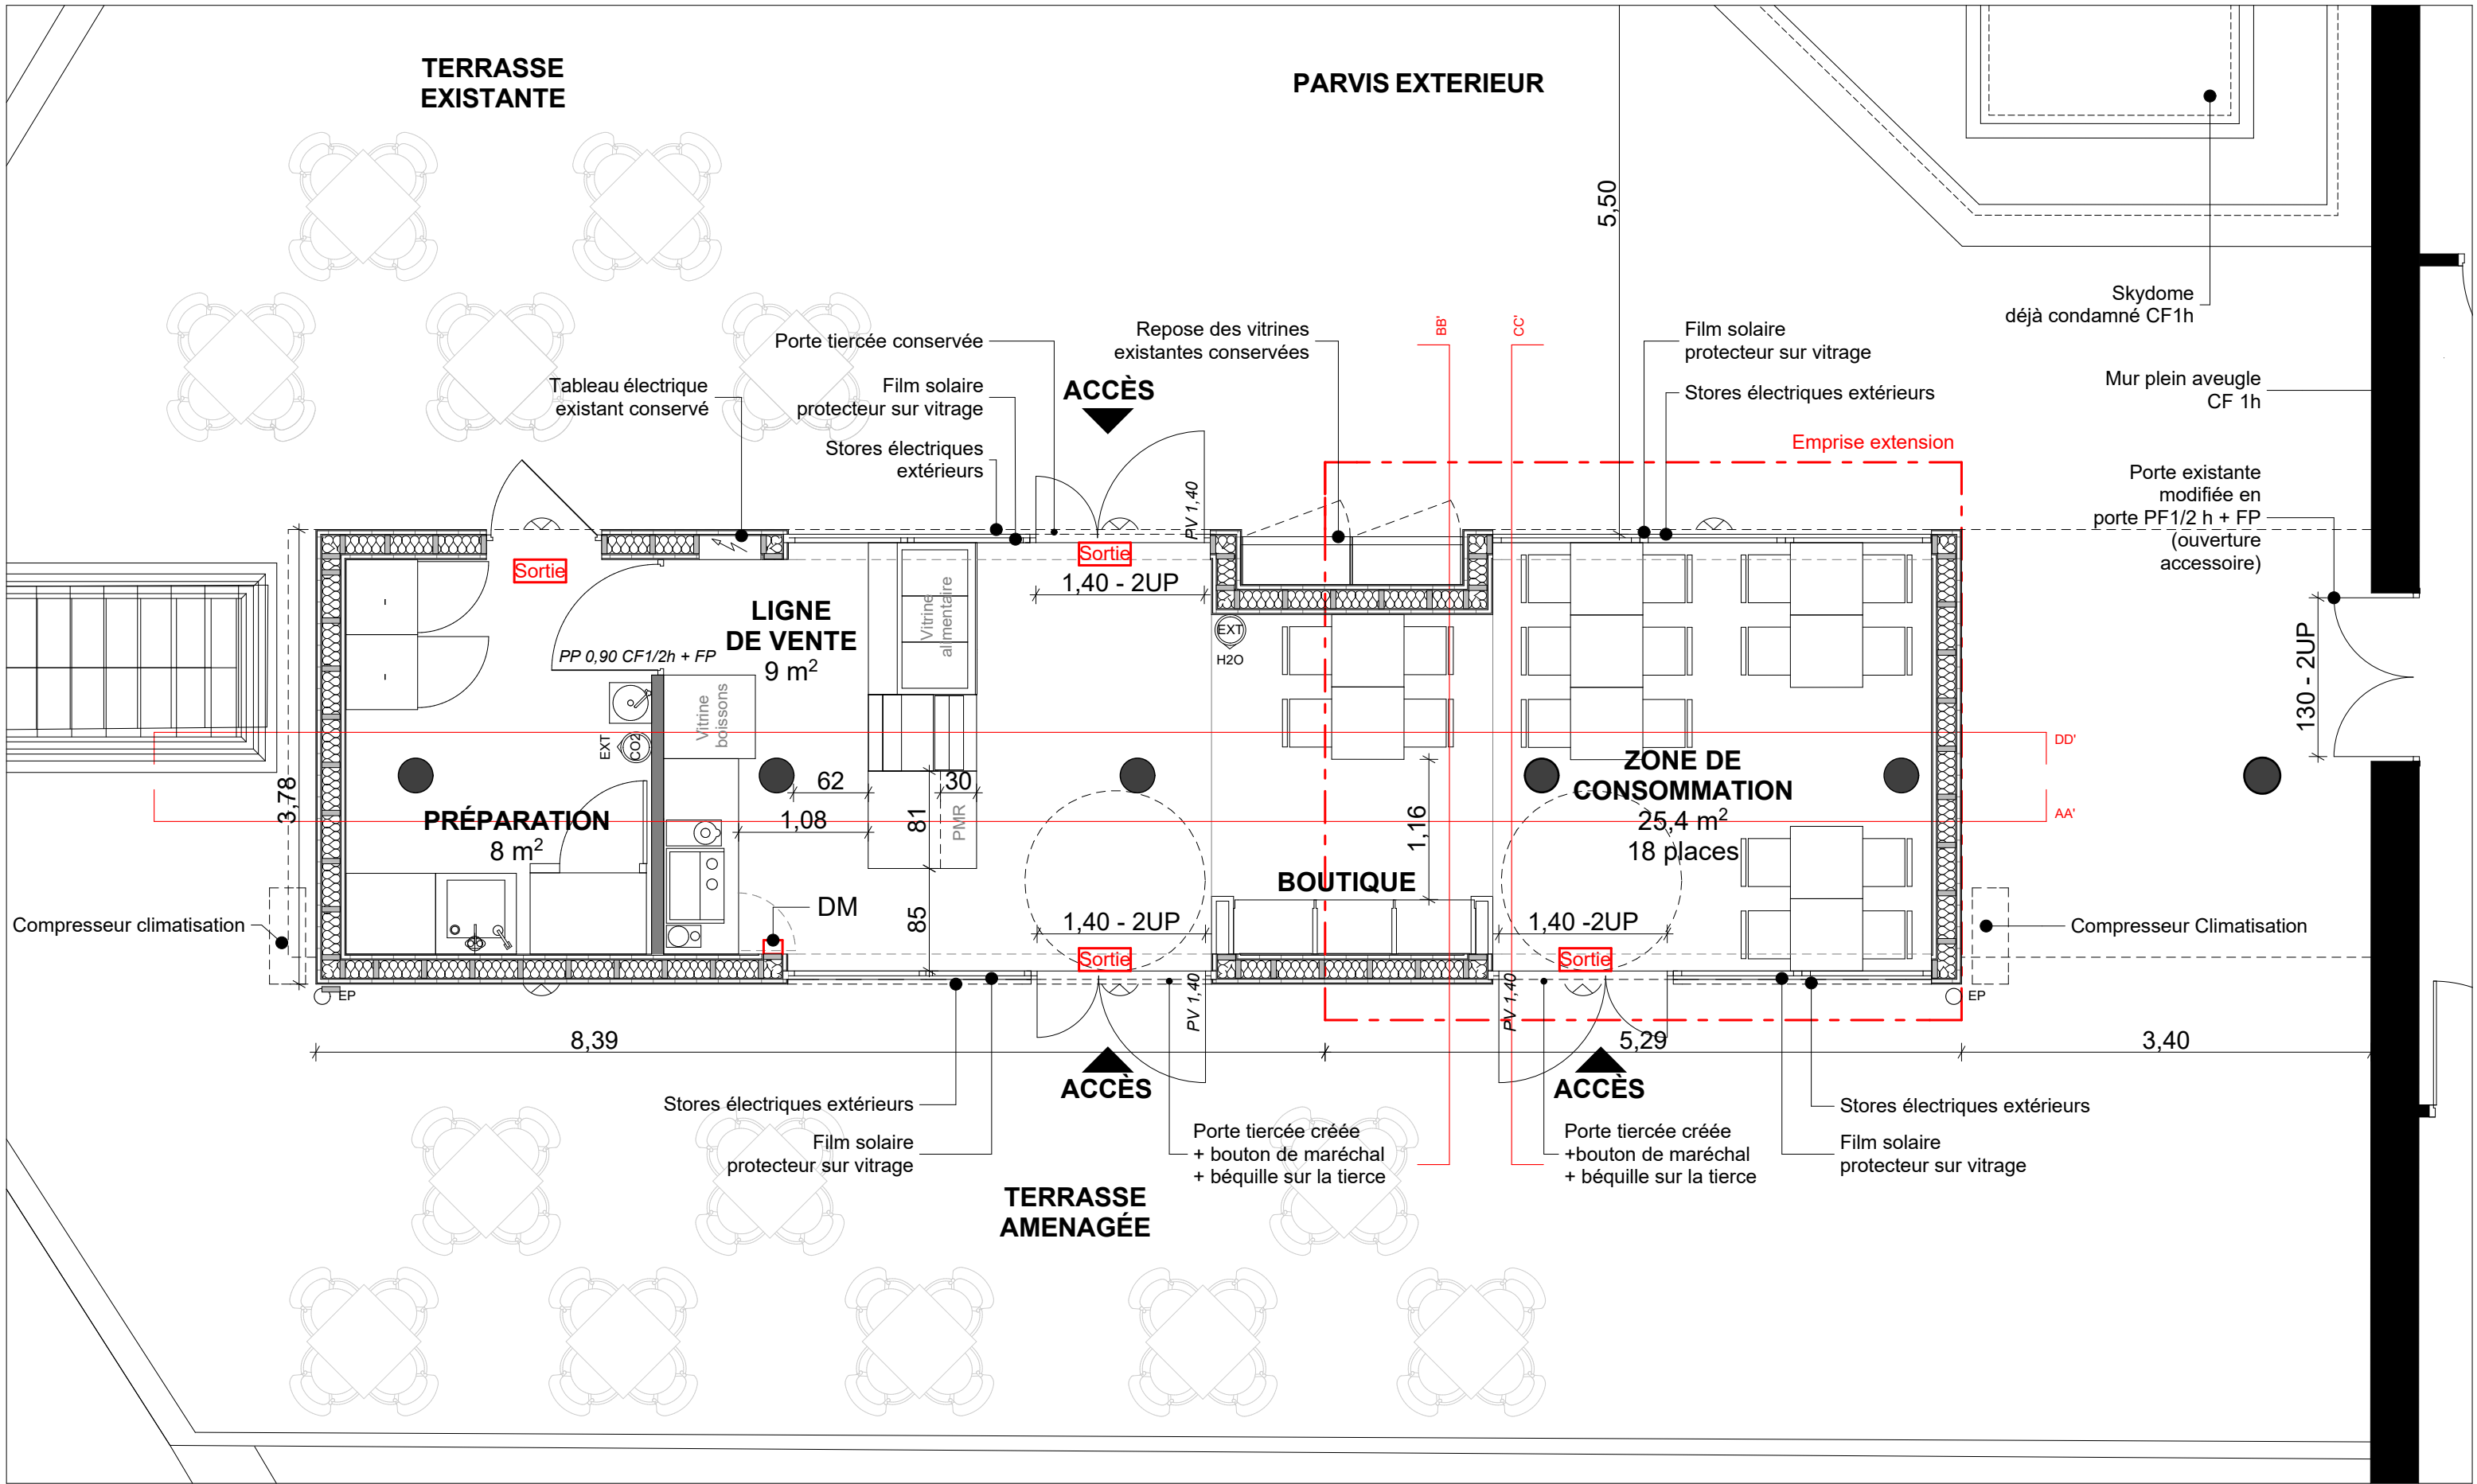 TERRASSE
EXISTANTE
PARVIS EXTERIEUR
5,50
Skydome
déjà condamné CF1h
Mur plein aveugle
CF 1h
Porte existante
modifiée en
porte PF1/2 h + FP
(ouverture
accessoire)
130 - 2UP
Porte tiercée conservée
Tableau électrique
existant conservé
Film solaire
protecteur sur vitrage
Stores électriques
extérieurs
ACCÈS
Repose des vitrines
existantes conservées
BB'
CC'
Film solaire
protecteur sur vitrage
Stores électriques extérieurs
Emprise extension
PV 1,40
Sortie
Sortie
1,40 - 2UP
LIGNE
DE VENTE
9 m²
Vitrine
alimentaire
PP 0,90 CF1/2h + FP
Vitrine
boissons
EXT
H2O
EXT
CO2
3,78
62
30
1,08
81
PMR
85
PRÉPARATION
8 m²
DM
1,16
ZONE DE
CONSOMMATION
25,4 m²
18 places
BOUTIQUE
DD'
AA'
Compresseur climatisation
Compresseur Climatisation
1,40 - 2UP
1,40 -2UP
Sortie
Sortie
EP
EP
PV 1,40
PV 1,40
8,39
5,29
3,40
ACCÈS
ACCÈS
Stores électriques extérieurs
Film solaire
protecteur sur vitrage
Porte tiercée créée
+ bouton de maréchal
+ béquille sur la tierce
Porte tiercée créée
+bouton de maréchal
+ béquille sur la tierce
Stores électriques extérieurs
Film solaire
protecteur sur vitrage
TERRASSE
AMENAGÉE